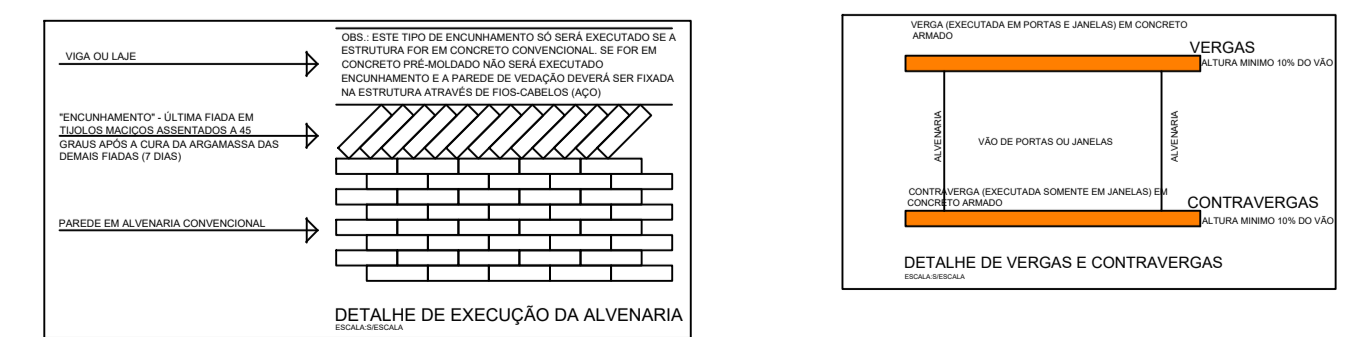 VIGA OU LAJE
OBS.: ESTE TIPO DE ENCUNHAMENTO SÓ SERÁ EXECUTADO SE A
ESTRUTURA FOR EM CONCRETO CONVENCIONAL. SE FOR EM
CONCRETO PRÉ-MOLDADO NÃO SERÁ EXECUTADO
ENCUNHAMENTO E A PAREDE DE VEDAÇÃO DEVERÁ SER FIXADA
NA ESTRUTURA ATRAVÉS DE FIOS-CABELOS (AÇO)
"ENCUNHAMENTO" - ÚLTIMA FIADA EM
TIJOLOS MACIÇOS ASSENTADOS A 45
GRAUS APÓS A CURA DA ARGAMASSA DAS
DEMAIS FIADAS (7 DIAS)
PAREDE EM ALVENARIA CONVENCIONAL
DETALHE DE EXECUÇÃO DA ALVENARIA
ESCALA:S/ESCALA
VERGA (EXECUTADA EM PORTAS E JANELAS) EM CONCRETO
ARMADO
VERGAS
ALTURA MINIMO 10% DO VÃO
ALVENARIA
VÃO DE PORTAS OU JANELAS
ALVENARIA
CONTRAVERGA (EXECUTADA SOMENTE EM JANELAS) EM
CONCRETO ARMADO
CONTRAVERGAS
ALTURA MINIMO 10% DO VÃO
DETALHE DE VERGAS E CONTRAVERGAS
ESCALA:S/ESCALA